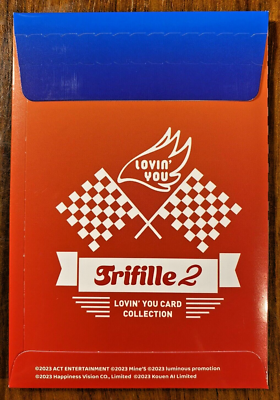 LOVIN'
YOU
Trifille 2
LOVIN' YOU CARD
COLLECTION
©2023 ACT ENTERTAINMENT ©2023 Mine'S ©2023 luminous promotion
©2023 Happiness Vision CO., Limited ©2023 Kouen AI Limited